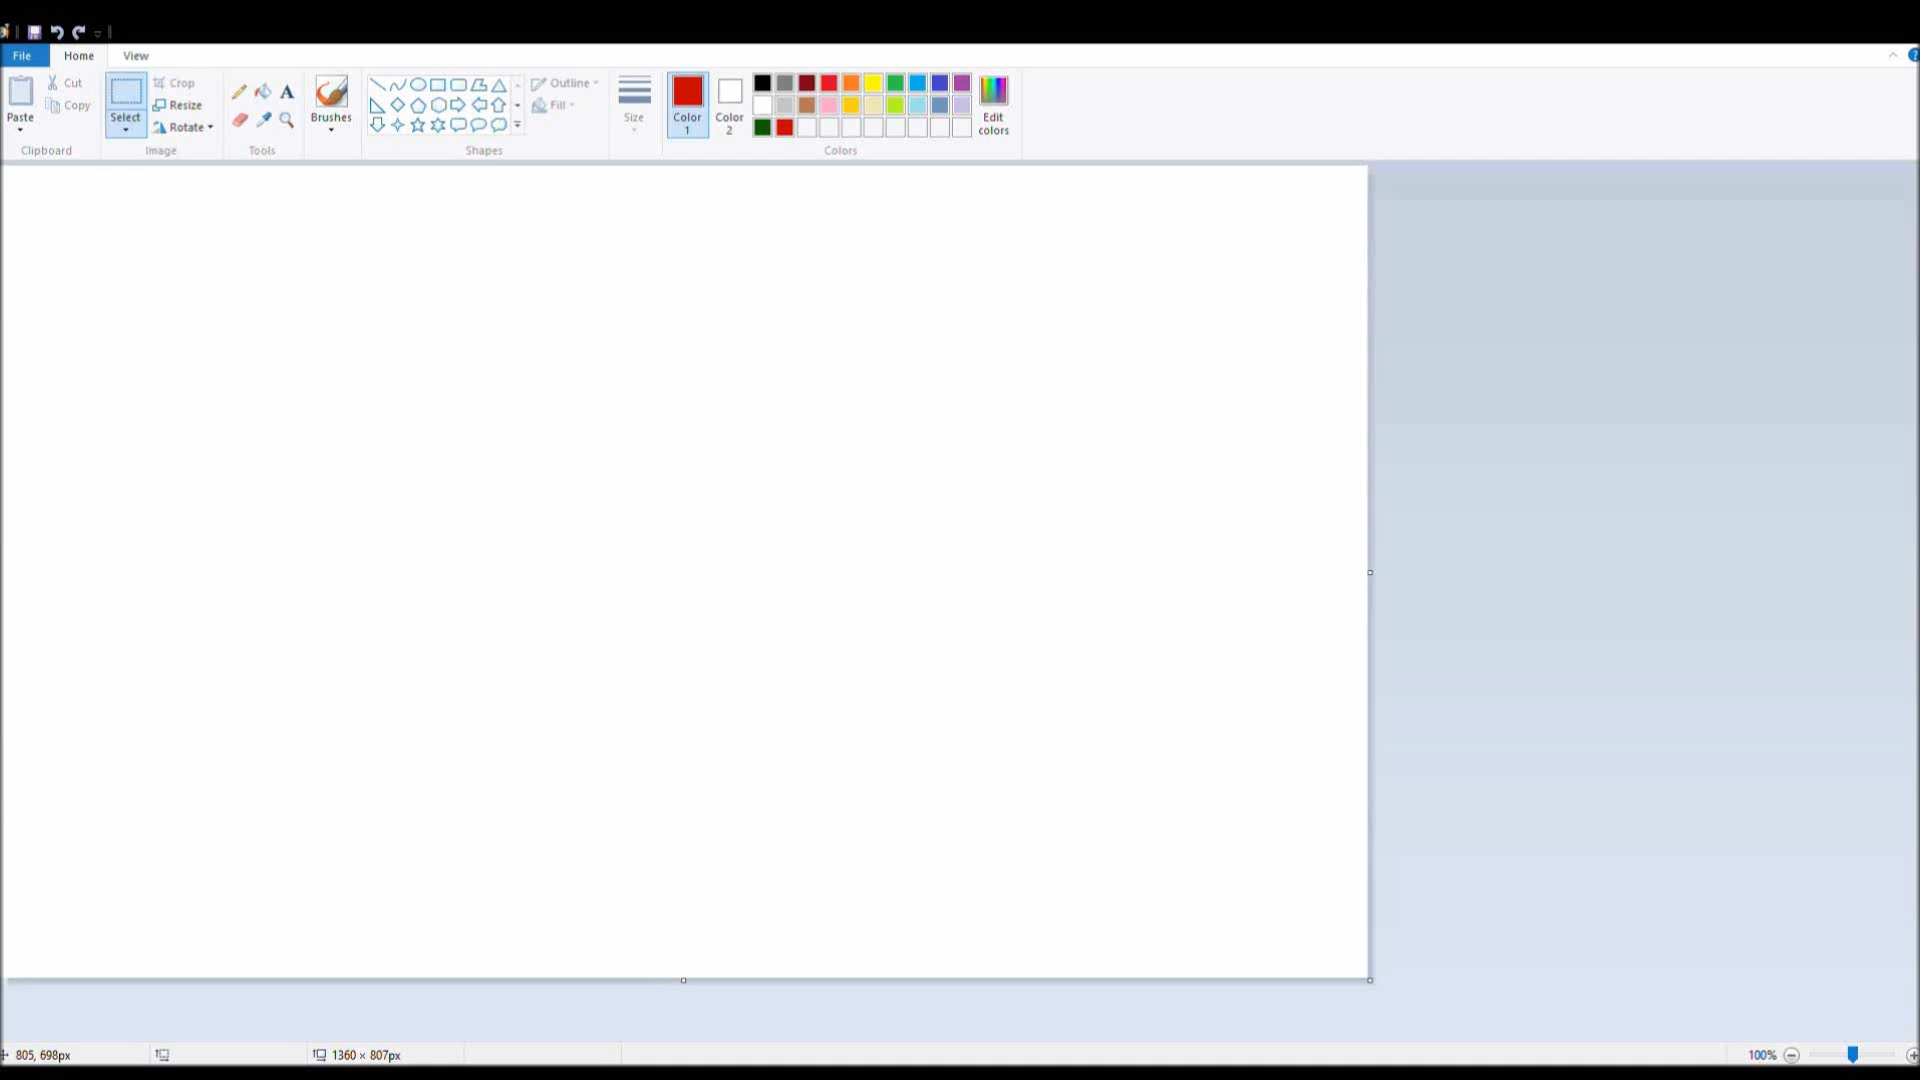 File Home View
Paste Cut Copy Select Crop Resize Rotate A Brushes Outline Fill Size Color 1 Color 2 Edit colors
Clipboard Image Tools Shapes Colors
805, 698px 1360 × 807px 100%